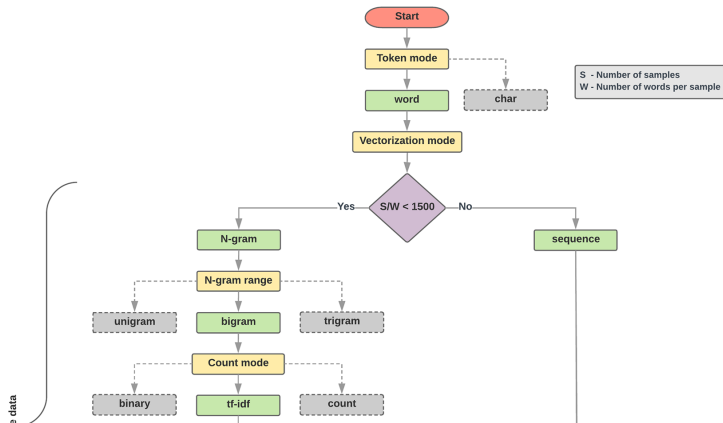 Start
Token mode
word
char
S - Number of samples
W - Number of words per sample
Vectorization mode
S/W < 1500
Yes
No
N-gram
sequence
N-gram range
unigram
bigram
trigram
Count mode
binary
tf-idf
count
e data